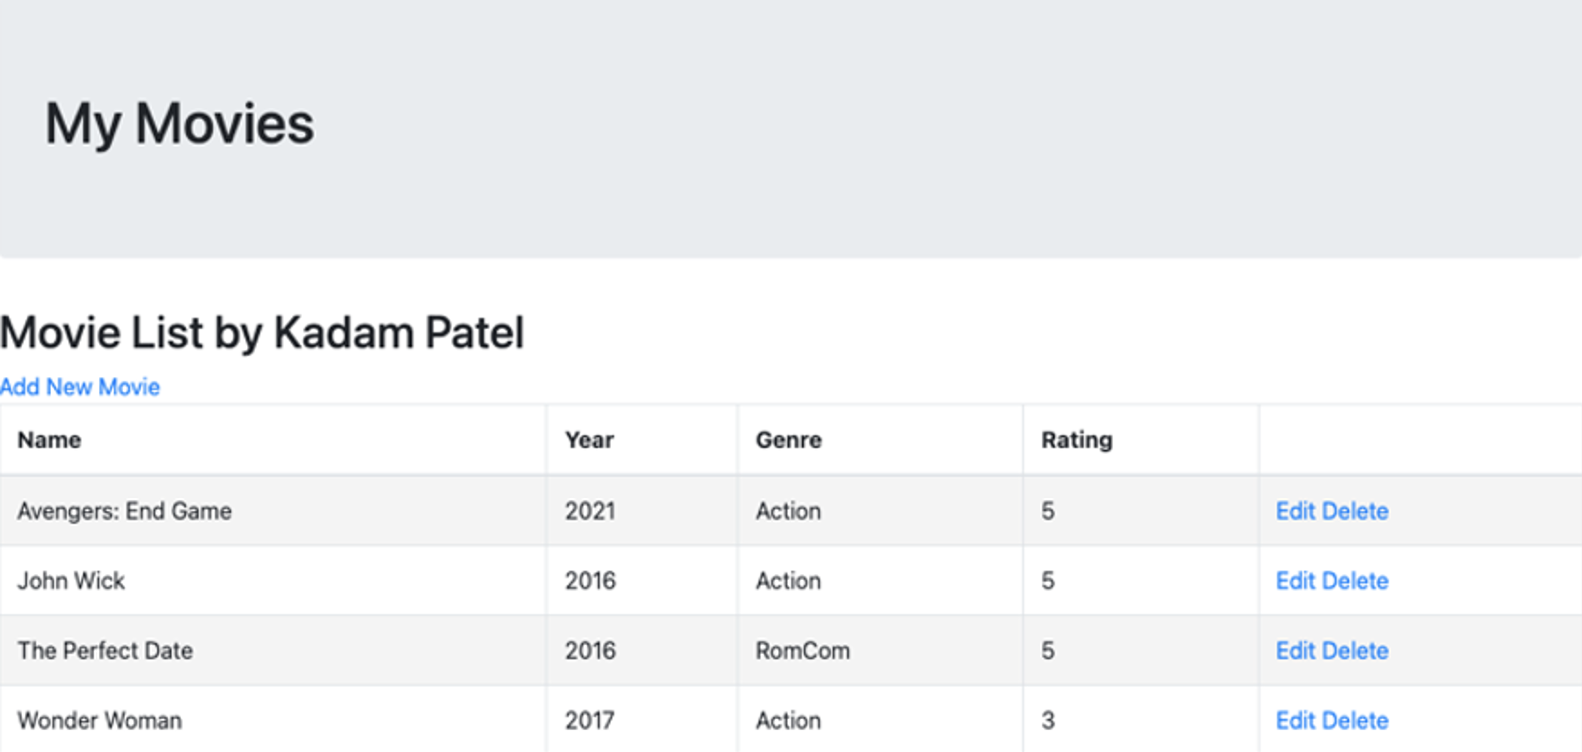 My Movies
Movie List by Kadam Patel
Add New Movie
Name Year Genre Rating
Avengers: End Game 2021 Action 5 Edit Delete
John Wick 2016 Action 5 Edit Delete
The Perfect Date 2016 RomCom 5 Edit Delete
Wonder Woman 2017 Action 3 Edit Delete